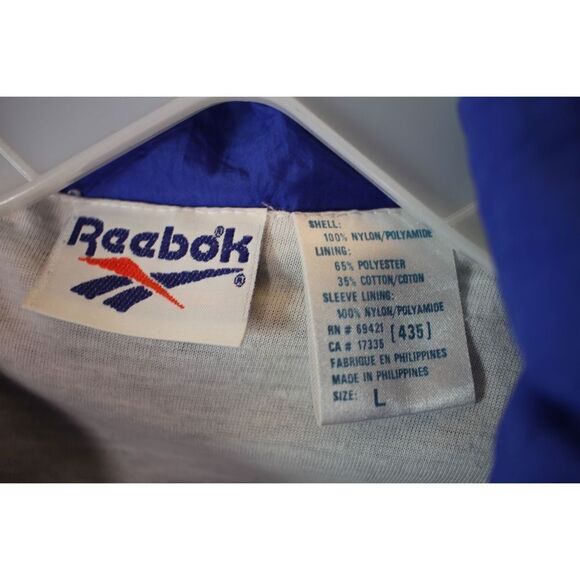 Reebok
®
SHELL:
100% NYLON/POLYAMIDE
LINING:
65% POLYESTER
35% COTTON/COTON
SLEEVE LINING:
100% NYLON/POLYAMIDE
RN # 69421 [435]
CA # 17335
FABRIQUE EN PHILIPPINES
MADE IN PHILIPPINES
SIZE: L